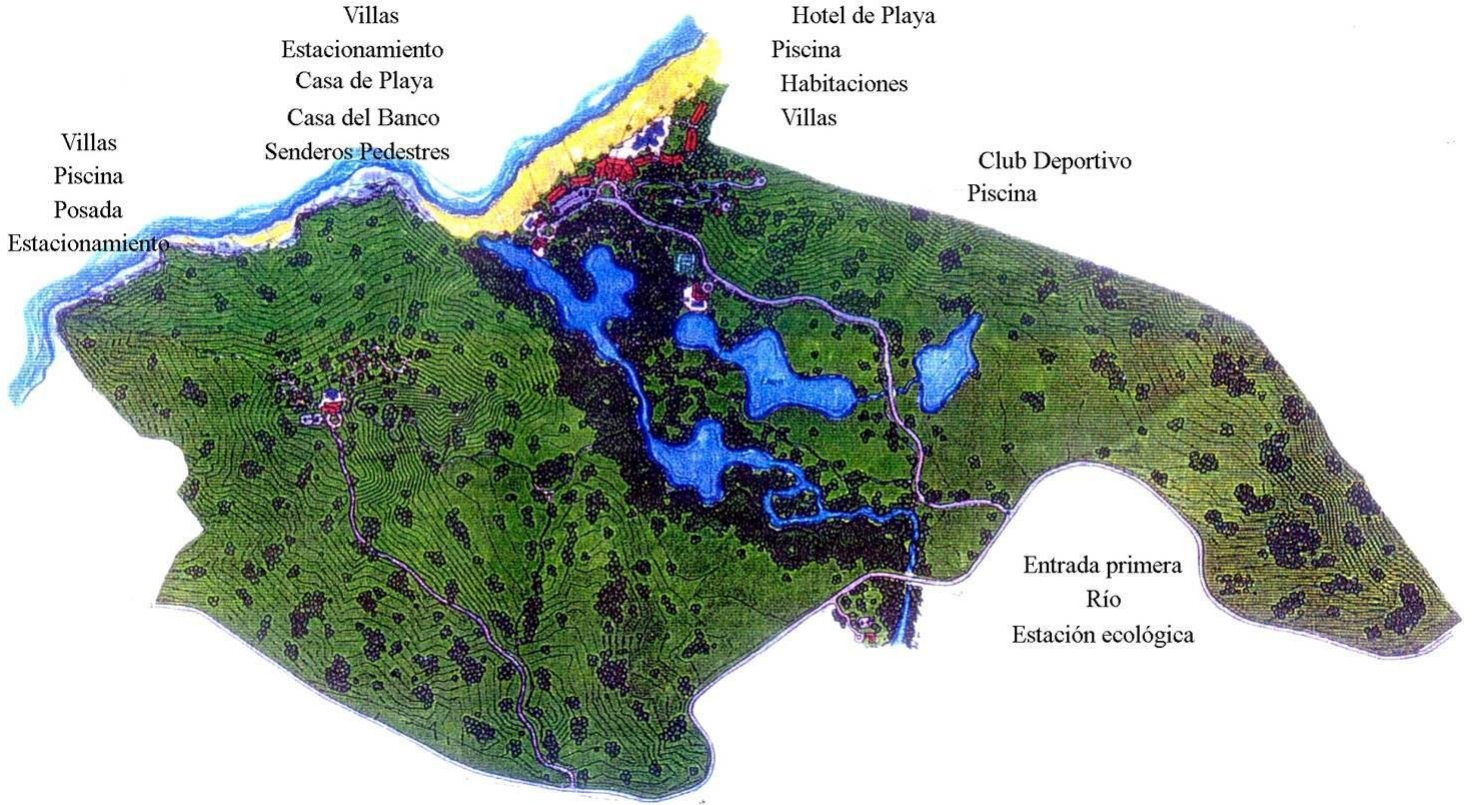 Villas
Estacionamiento
Casa de Playa
Casa del Banco
Senderos Pedestres
Hotel de Playa
Piscina
Habitaciones
Villas
Villas
Piscina
Posada
Estacionamiento
Club Deportivo
Piscina
Entrada primera
Río
Estación ecológica